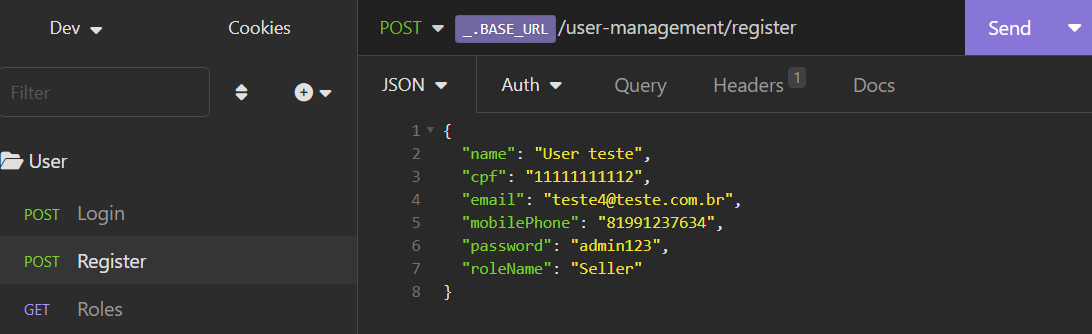 Dev
Cookies
POST _.BASE_URL /user-management/register
Send
Filter
JSON
Auth
Query
Headers 1
Docs
User
POST Login
POST Register
GET Roles
1 {
2 "name": "User teste",
3 "cpf": "11111111112",
4 "email": "teste4@teste.com.br",
5 "mobilePhone": "81991237634",
6 "password": "admin123",
7 "roleName": "Seller"
8 }